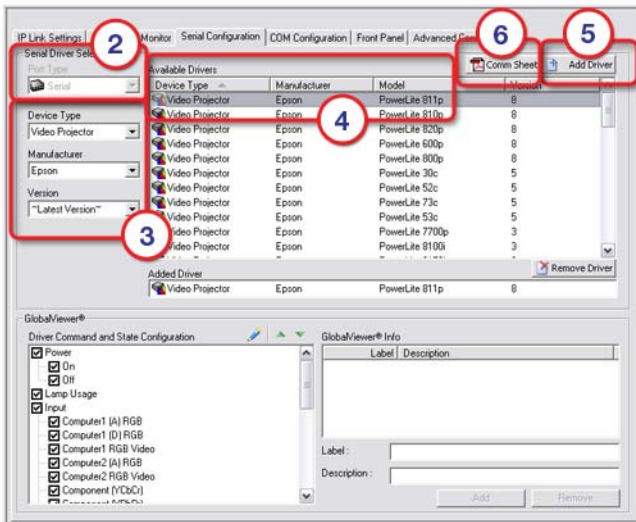 2
6
5
IP Link Settings Monitor Serial Configuration COM Configuration Front Panel Advanced
Serial Driver
Port Type
Serial
Comm Sheet
Add Driver
Available Drivers
Device Type Manufacturer Model Version
Video Projector Epson PowerLite 811p 8
4
Video Projector Epson PowerLite 810p 8
Video Projector Epson PowerLite 820p 8
Video Projector Epson PowerLite 600p 8
Video Projector Epson PowerLite 800p 8
Video Projector Epson PowerLite 30c 5
Video Projector Epson PowerLite 52c 5
Video Projector Epson PowerLite 73c 5
Video Projector Epson PowerLite 53c 5
Video Projector Epson PowerLite 7700p 3
Video Projector Epson PowerLite 8100i 3
Device Type
Video Projector
Manufacturer
Epson
Version
~Latest Version~
3
Remove Driver
Added Driver
Video Projector Epson PowerLite 811p 8
GlobalViewer®
Driver Command and State Configuration
Power
On
Off
Lamp Usage
Input
Computer1 (A) RGB
Computer1 (D) RGB
Computer1 RGB Video
Computer2 (A) RGB
Computer2 RGB Video
Component (YCbCr)
GlobalViewer® Info
Label Description
Label :
Description :
Add
Remove